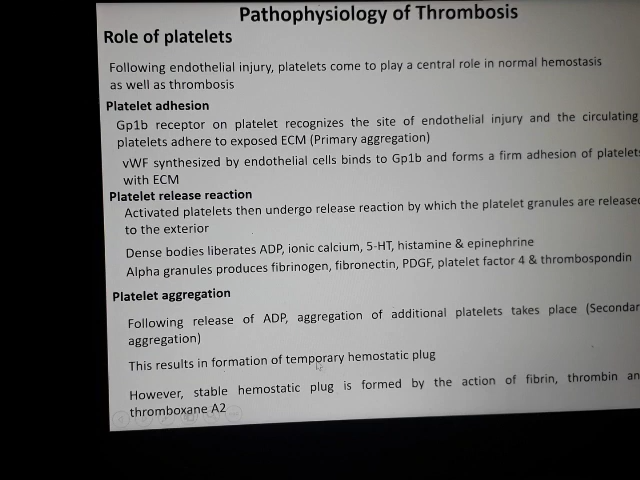 Pathophysiology of Thrombosis
Role of platelets
Following endothelial injury, platelets come to play a central role in normal hemostasis
as well as thrombosis
Platelet adhesion
Gp1b receptor on platelet recognizes the site of endothelial injury and the circulating
platelets adhere to exposed ECM (Primary aggregation)
vWF synthesized by endothelial cells binds to Gp1b and forms a firm adhesion of platelets
with ECM
Platelet release reaction
Activated platelets then undergo release reaction by which the platelet granules are released
to the exterior
Dense bodies liberates ADP, ionic calcium, 5-HT, histamine & epinephrine
Alpha granules produces fibrinogen, fibronectin, PDGF, platelet factor 4 & thrombospondin
Platelet aggregation
Following release of ADP, aggregation of additional platelets takes place (Secondar
aggregation)
This results in formation of temporary hemostatic plug
However, stable hemostatic plug is formed by the action of fibrin, thrombin an
thromboxane A2